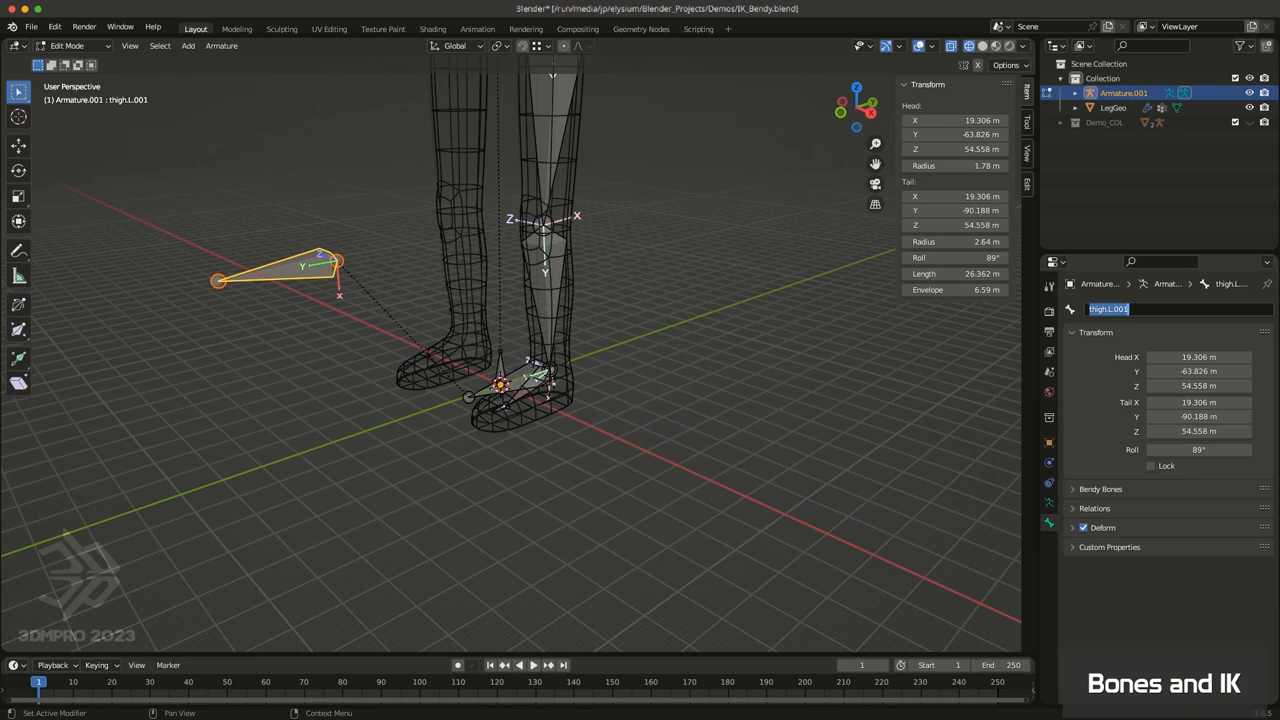 Blender* [/run/media/jp/elysium/Blender_Projects/Demos/IK_Bendy.blend]
File Edit Render Window Help Layout Modeling Sculpting UV Editing Texture Paint Shading Animation Rendering Compositing Geometry Nodes Scripting Scene ViewLayer
Edit Mode View Select Add Armature Global
X Options
User Perspective
(1) Armature.001 : thigh.L.001
Transform
Head:
X 19.306 m
Y -63.826 m
Z 54.558 m
Radius 1.78 m
Tail:
X 19.306 m
Y -90.188 m
Z 54.558 m
Radius 2.64 m
Roll 89°
Length 26.362 m
Envelope 6.59 m
Item
Tool
View
Edit
Z
Y
X
Z X
Y
Z
Y
X
Scene Collection
Collection
Armature.001
LegGeo
Demo_COL 2
Armature... Armat... thigh.L....
thigh.L.001
Transform
Head X 19.306 m
Y -63.826 m
Z 54.558 m
Tail X 19.306 m
Y -90.188 m
Z 54.558 m
Roll 89°
Lock
Bendy Bones
Relations
Deform
Custom Properties
3DMPRO 2023
Playback Keying View Marker 1 Start 1 End 250
1 10 20 30 40 50 60 70 80 90 100 110 120 130 140 150 160 170 180 190 200 210 220 230 240 250
Bones and IK
Set Active Modifier Pan View Context Menu 3.6.5